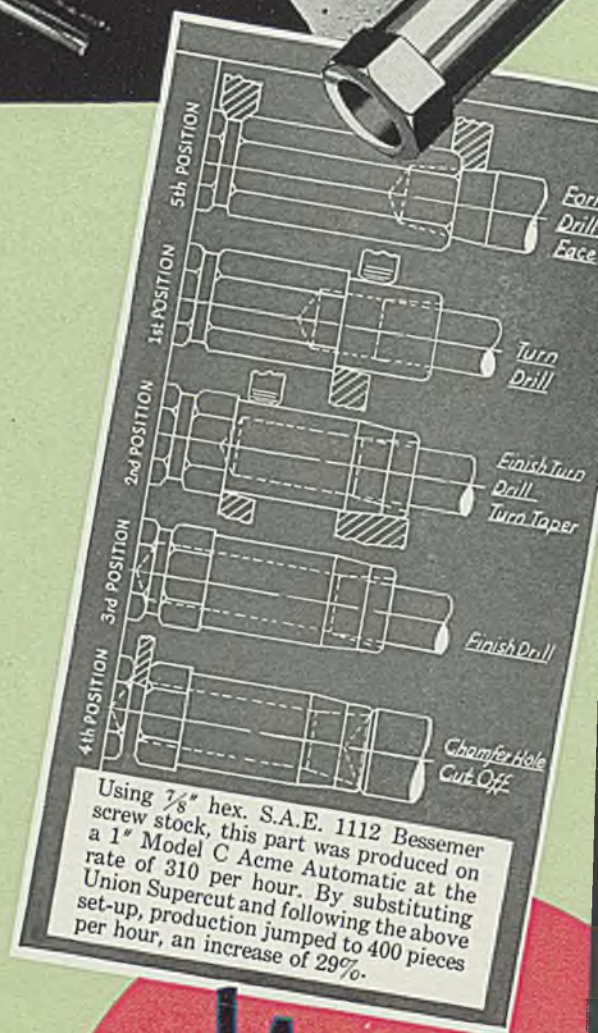 5th POSITION
Drill
Face
1st POSITION
Turn
Drill
2nd POSITION
Finish Turn
Drill
Turn Taper
3rd POSITION
Finish Drill
4th POSITION
Chamfer Hole
Cut Off
Using 7/8" hex. S.A.E. 1112 Bessemer
screw stock, this part was produced on
a 1" Model C Acme Automatic at the
rate of 310 per hour. By substituting
Union Supercut and following the above
set-up, production jumped to 400 pieces
per hour, an increase of 29%.